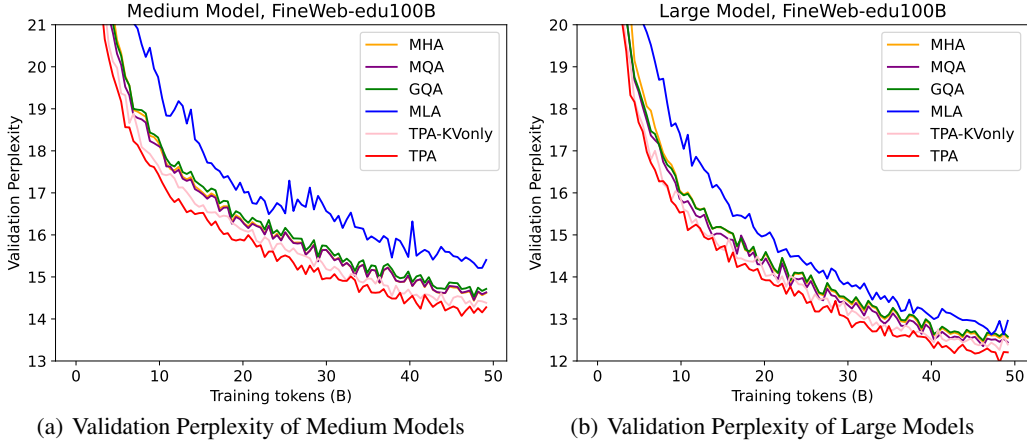 Medium Model, FineWeb-edu100B
21
20
19
18
17
16
15
14
13
Validation Perplexity
0 10 20 30 40 50
Training tokens (B)
MHA
MQA
GQA
MLA
TPA-KVonly
TPA
(a) Validation Perplexity of Medium Models
Large Model, FineWeb-edu100B
20
19
18
17
16
15
14
13
12
Validation Perplexity
0 10 20 30 40 50
Training tokens (B)
MHA
MQA
GQA
MLA
TPA-KVonly
TPA
(b) Validation Perplexity of Large Models